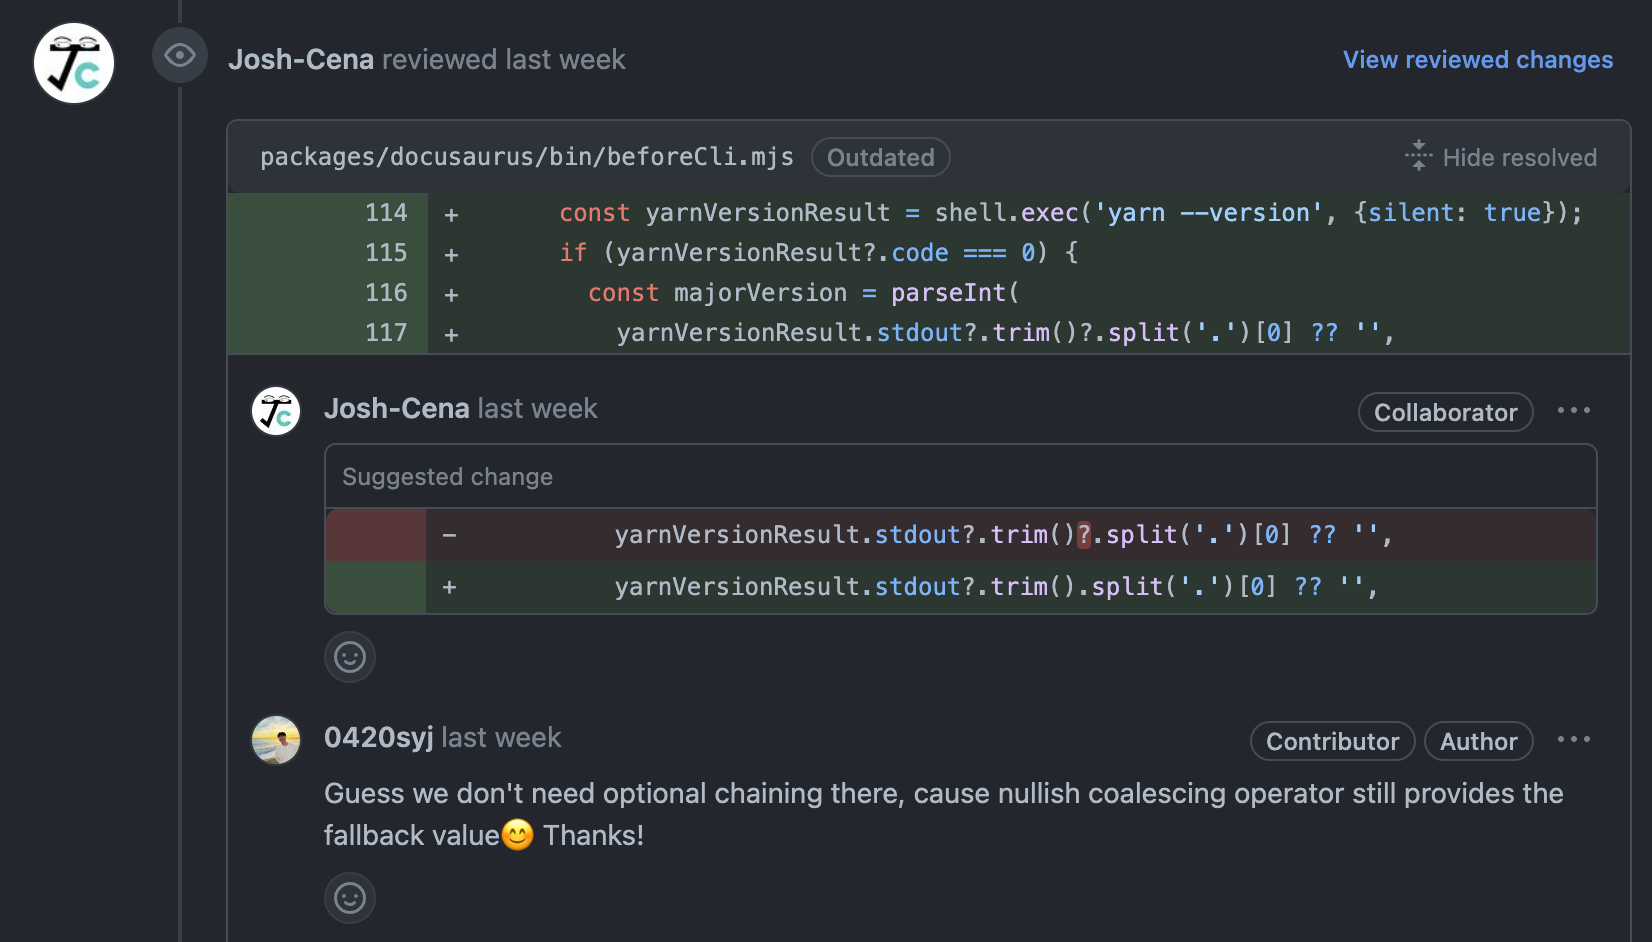 Josh-Cena reviewed last week
View reviewed changes
packages/docusaurus/bin/beforeCli.mjs Outdated Hide resolved
114 + const yarnVersionResult = shell.exec('yarn --version', {silent: true});
115 + if (yarnVersionResult?.code === 0) {
116 + const majorVersion = parseInt(
117 + yarnVersionResult.stdout?.trim()?.split('.')[0] ?? '',
Josh-Cena last week Collaborator ...
Suggested change
- yarnVersionResult.stdout?.trim()?.split('.')[0] ?? '',
+ yarnVersionResult.stdout?.trim().split('.')[0] ?? '',
0420syj last week Contributor Author ...
Guess we don't need optional chaining there, cause nullish coalescing operator still provides the
fallback value😊 Thanks!